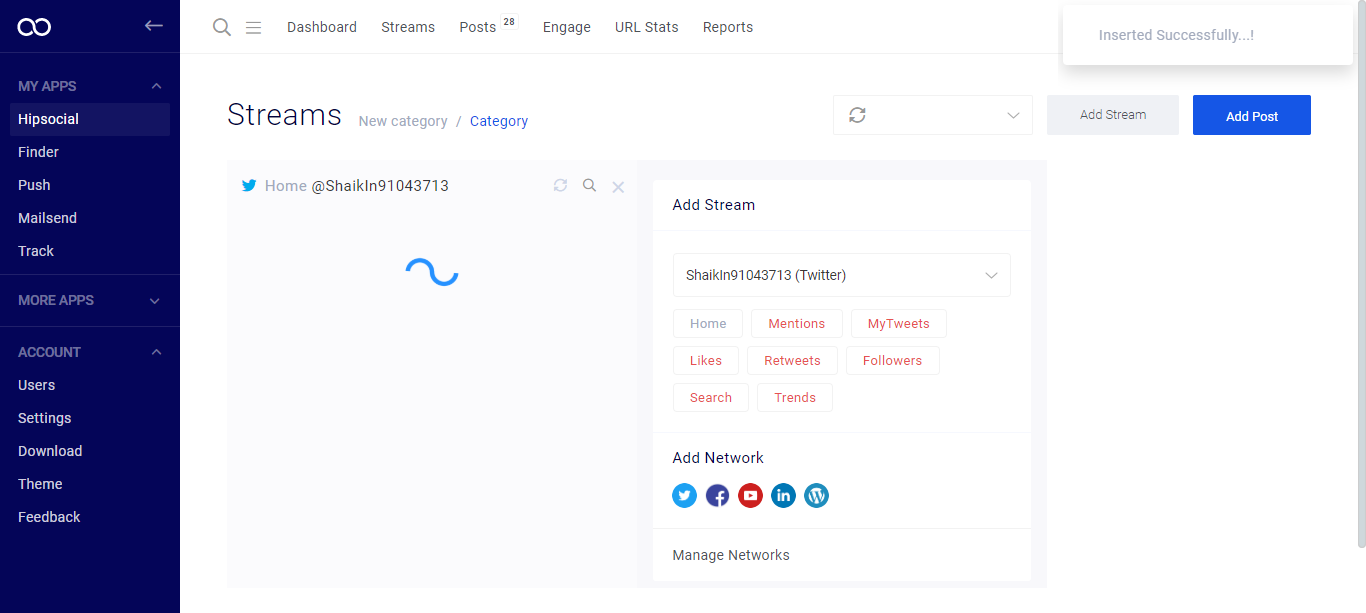 Dashboard Streams Posts 28 Engage URL Stats Reports
Inserted Successfully...!
MY APPS
Hipsocial
Finder
Push
Mailsend
Track
MORE APPS
ACCOUNT
Users
Settings
Download
Theme
Feedback
Streams New category / Category
Add Stream
Add Post
Home @ShaikIn91043713
Add Stream
ShaikIn91043713 (Twitter)
Home Mentions MyTweets
Likes Retweets Followers
Search Trends
Add Network
Manage Networks